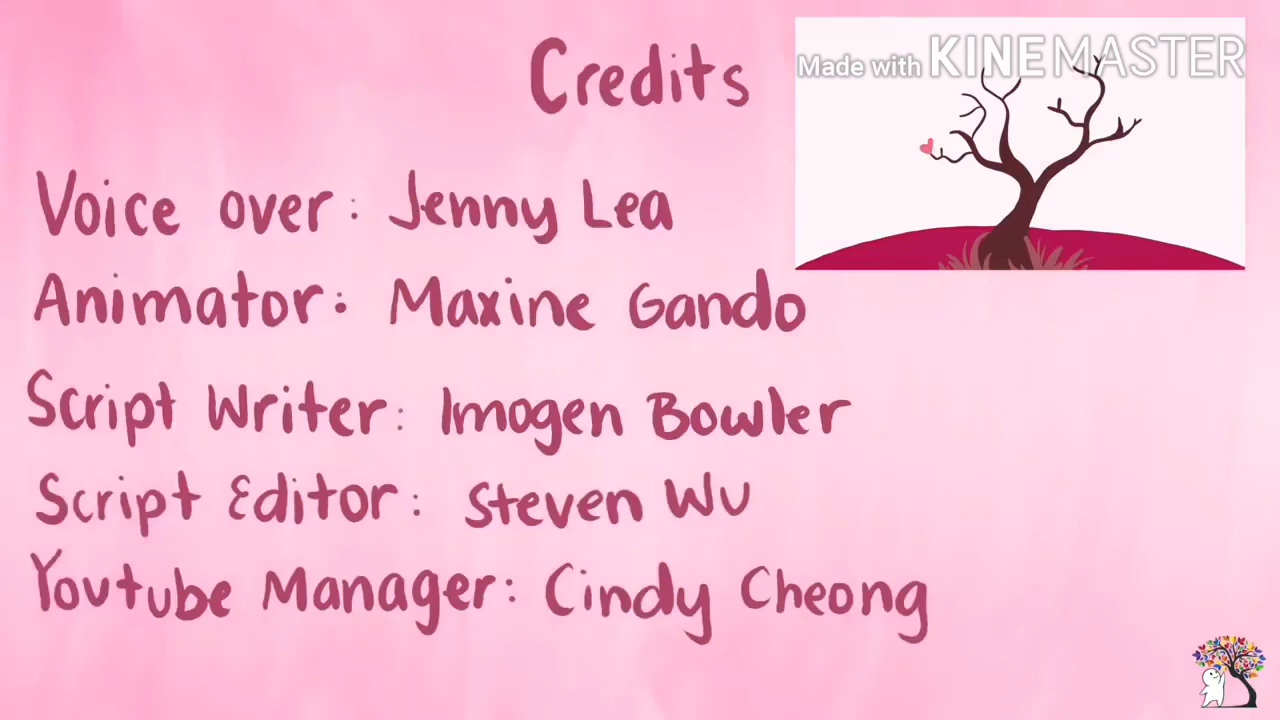 Credits
Made with KINEMASTER
Voice over: Jenny Lea
Animator: Maxine Gando
Script Writer: Imogen Bowler
Script Editor: Steven Wu
Youtube Manager: Cindy Cheong